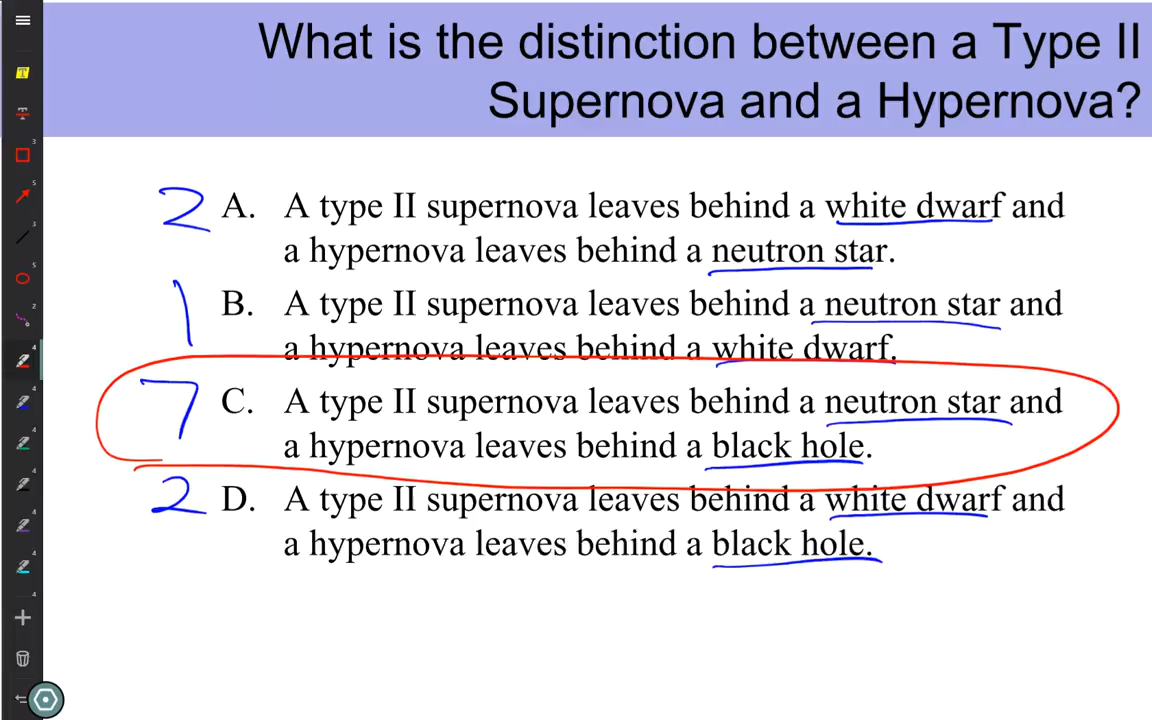 What is the distinction between a Type II
Supernova and a Hypernova?
2 A. A type II supernova leaves behind a white dwarf and
a hypernova leaves behind a neutron star.
1 B. A type II supernova leaves behind a neutron star and
a hypernova leaves behind a white dwarf.
7 C. A type II supernova leaves behind a neutron star and
a hypernova leaves behind a black hole.
2 D. A type II supernova leaves behind a white dwarf and
a hypernova leaves behind a black hole.